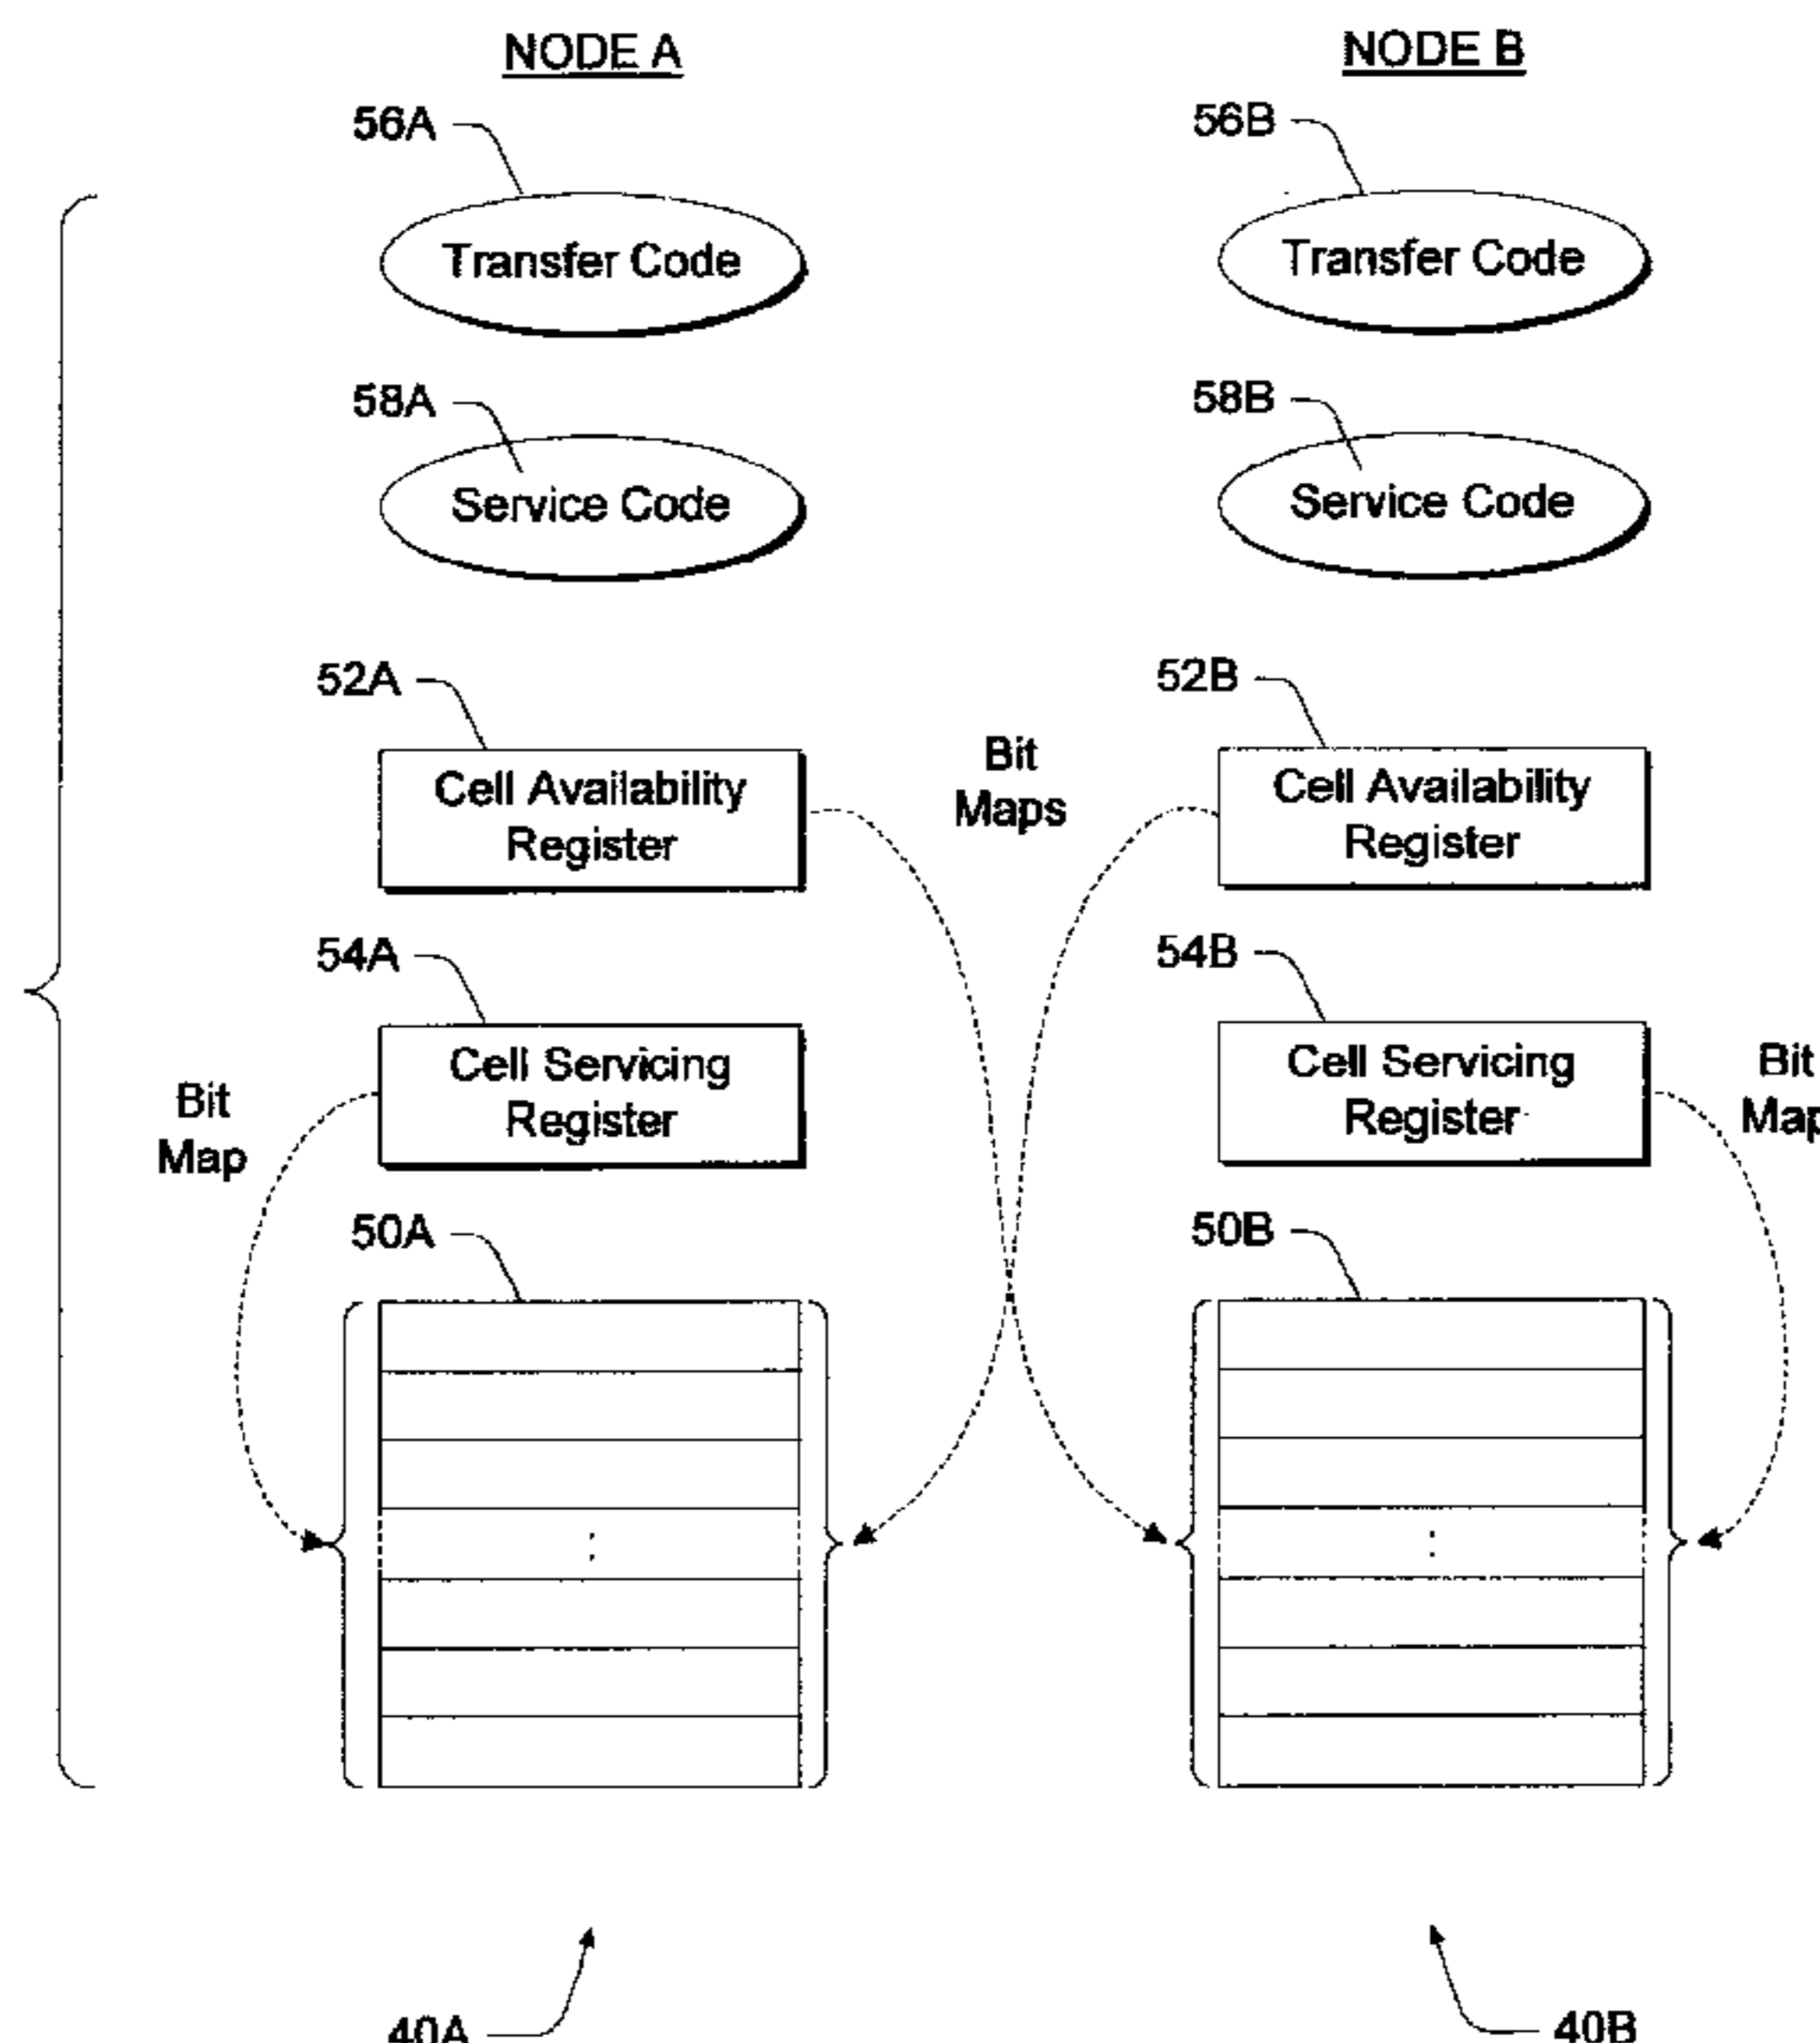 NODE A
NODE B
56A
56B
Transfer Code
Transfer Code
58A
58B
Service Code
Service Code
52A
52B
Bit
Maps
Cell Availability
Register
Cell Availability
Register
54A
54B
Cell Servicing
Register
Cell Servicing
Register
Bit
Map
Bit
Map
50A
50B
:
:
40A
40B